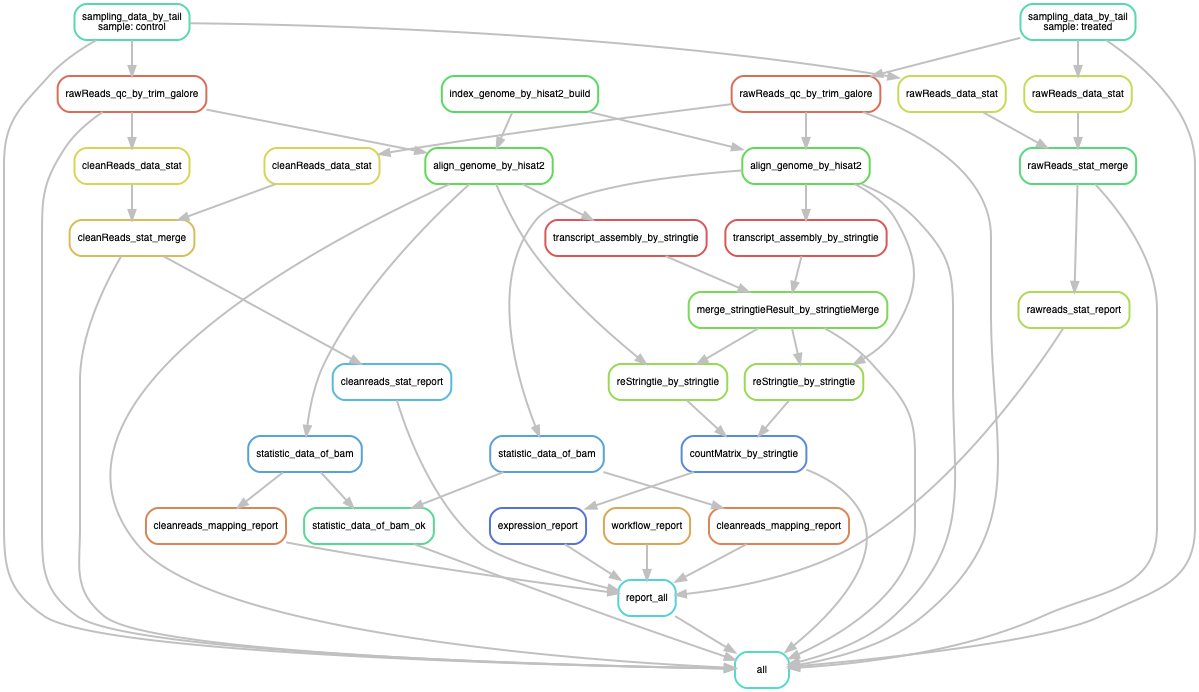 sampling_data_by_tail
sample: control
sampling_data_by_tail
sample: treated
rawReads_qc_by_trim_galore
index_genome_by_hisat2_build
rawReads_qc_by_trim_galore
rawReads_data_stat
rawReads_data_stat
cleanReads_data_stat
cleanReads_data_stat
align_genome_by_hisat2
align_genome_by_hisat2
rawReads_stat_merge
cleanReads_stat_merge
transcript_assembly_by_stringtie
transcript_assembly_by_stringtie
merge_stringtieResult_by_stringtieMerge
rawreads_stat_report
cleanreads_stat_report
reStringtie_by_stringtie
reStringtie_by_stringtie
statistic_data_of_bam
statistic_data_of_bam
countMatrix_by_stringtie
cleanreads_mapping_report
statistic_data_of_bam_ok
expression_report
workflow_report
cleanreads_mapping_report
report_all
all